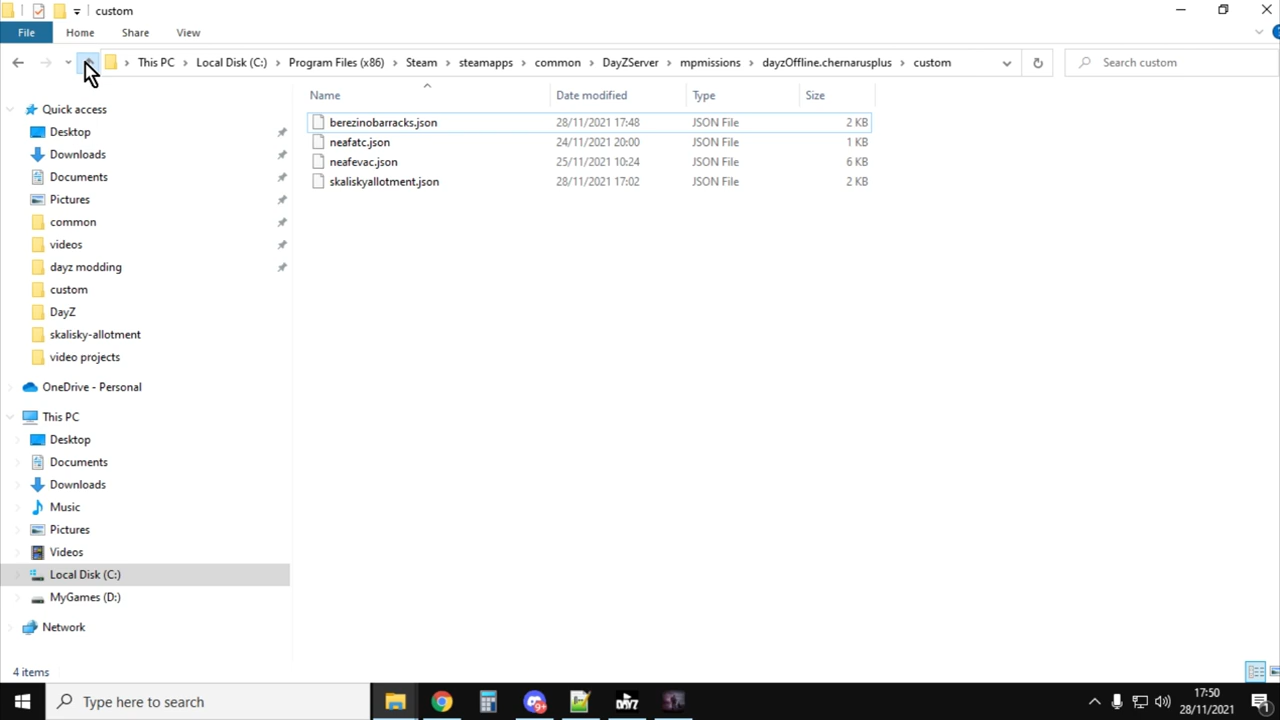 custom
File Home Share View
This PC Local Disk (C:) Program Files (x86) Steam steamapps common DayZServer mpmissions dayzOffline.chernarusplus custom
Search custom
Name Date modified Type Size
berezinobarracks.json 28/11/2021 17:48 JSON File 2 KB
neafatc.json 24/11/2021 20:00 JSON File 1 KB
neafevac.json 25/11/2021 10:24 JSON File 6 KB
skaliskyallotment.json 28/11/2021 17:02 JSON File 2 KB
Quick access
Desktop
Downloads
Documents
Pictures
common
videos
dayz modding
custom
DayZ
skalisky-allotment
video projects
OneDrive - Personal
This PC
Desktop
Documents
Downloads
Music
Pictures
Videos
Local Disk (C:)
MyGames (D:)
Network
4 items
Type here to search
9+
DAYZ
17:50
28/11/2021
1